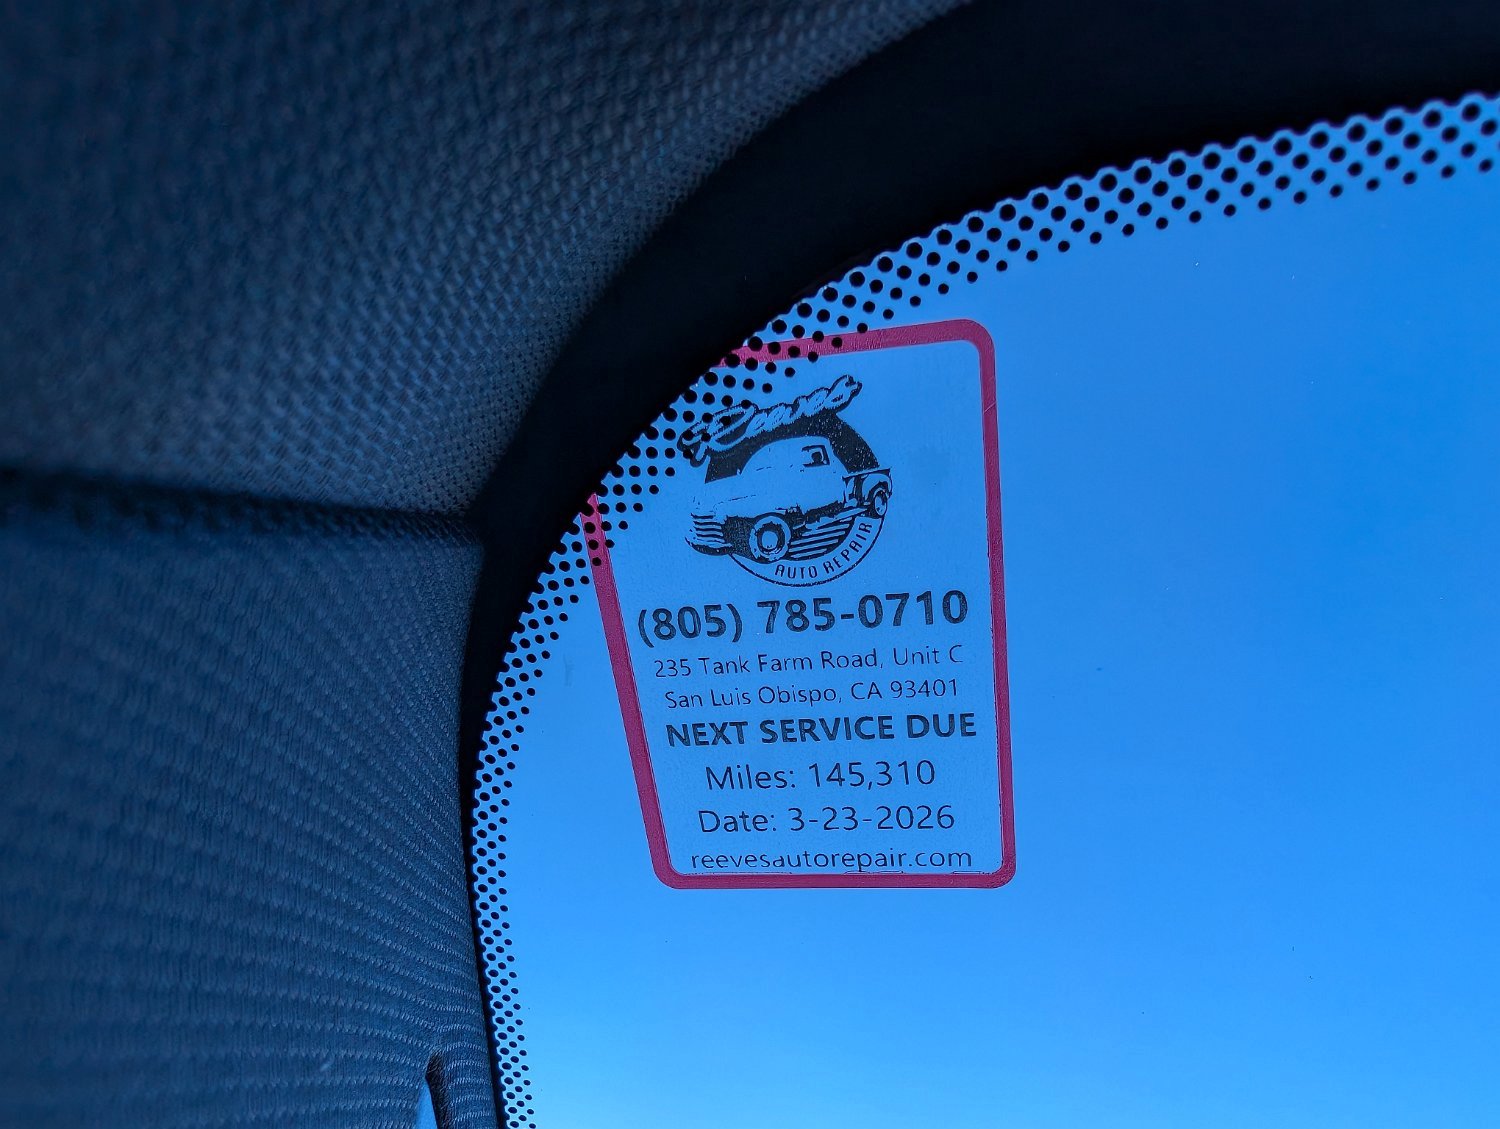 Reeves
AUTO REPAIR
(805) 785-0710
235 Tank Farm Road, Unit C
San Luis Obispo, CA 93401
NEXT SERVICE DUE
Miles: 145,310
Date: 3-23-2026
reevesautorepair.com